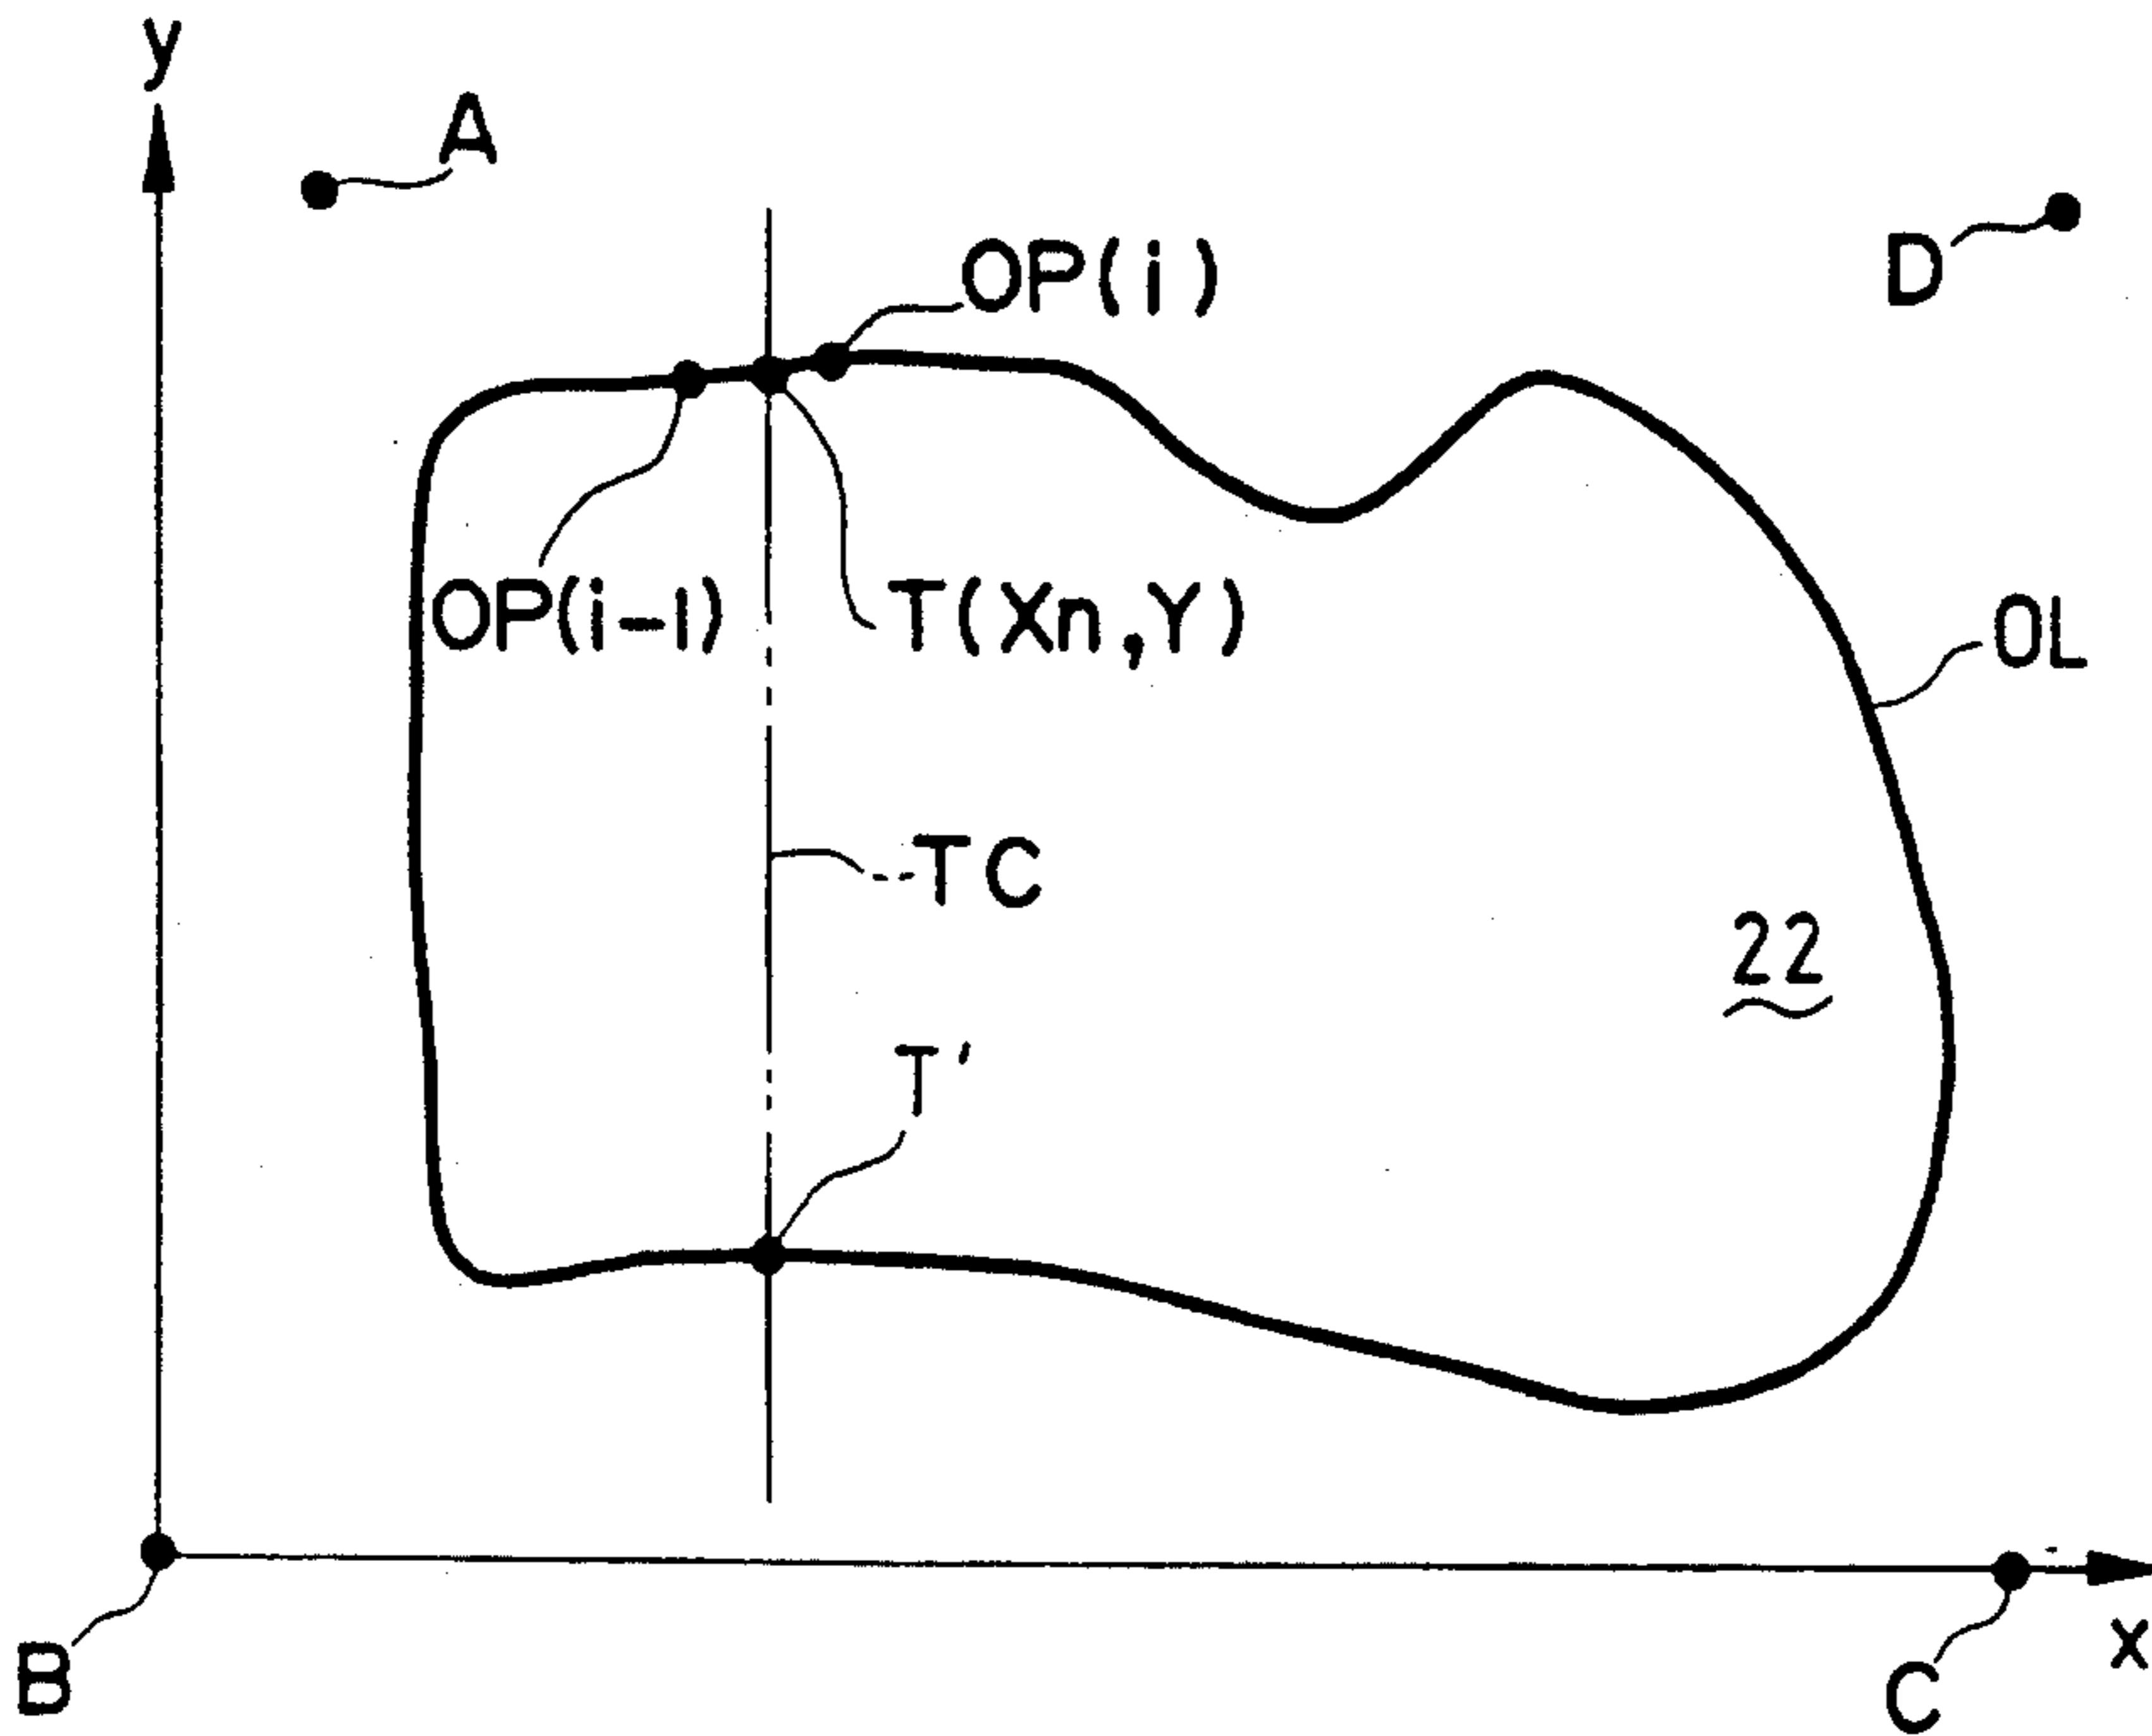 y
A
D
OP(i)
OP(i-1)
T(Xn,Y)
OL
TC
22
T'
B
C
x